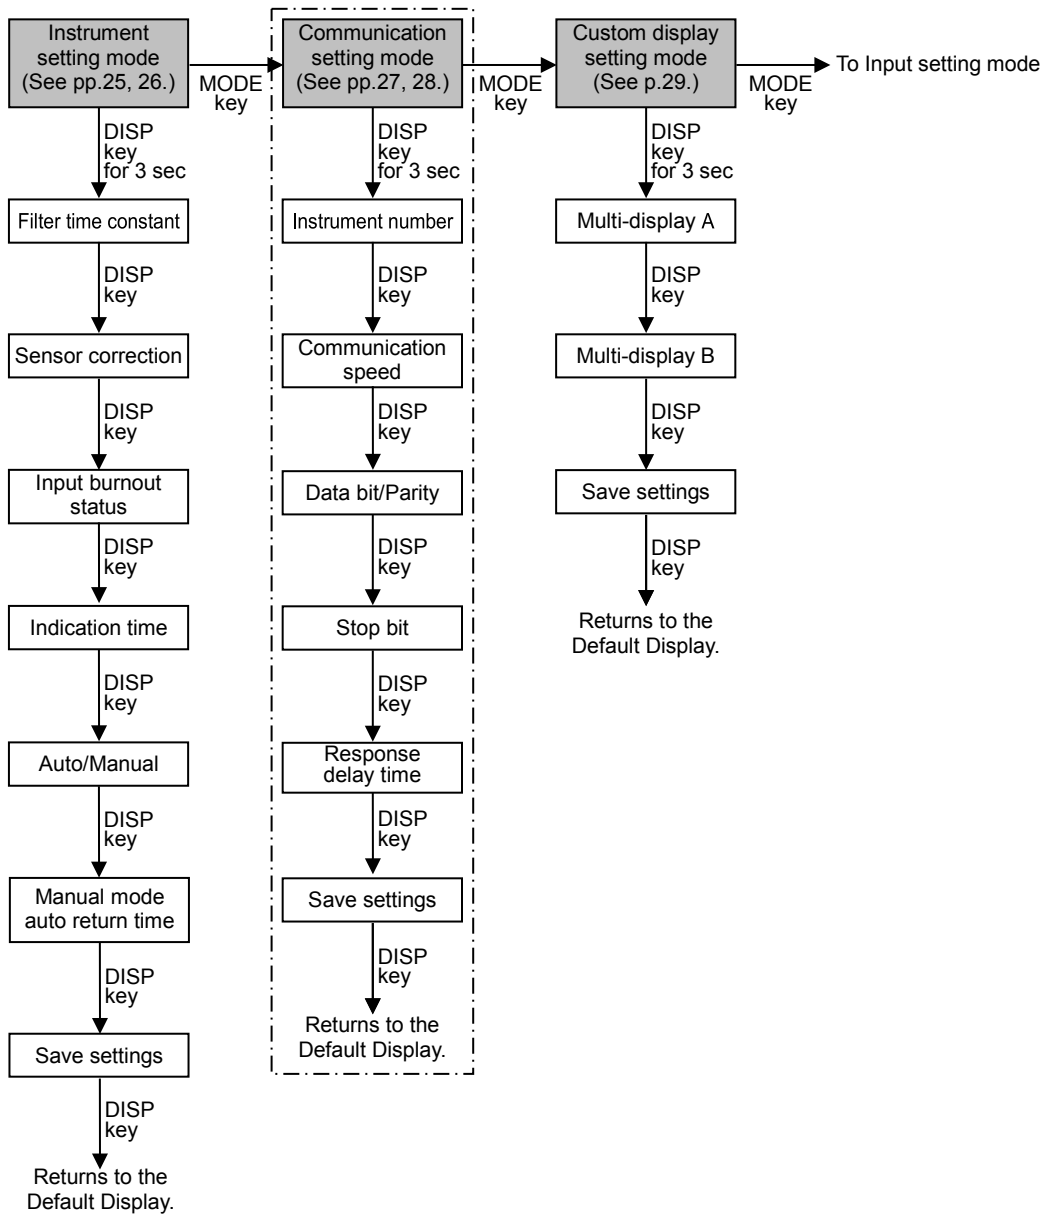 Instrument
setting mode
(See pp.25, 26.)
MODE
key
Communication
setting mode
(See pp.27, 28.)
MODE
key
Custom display
setting mode
(See p.29.)
MODE
key
To Input setting mode
DISP
key
for 3 sec
Filter time constant
DISP
key
Sensor correction
DISP
key
Input burnout
status
DISP
key
Indication time
DISP
key
Auto/Manual
DISP
key
Manual mode
auto return time
DISP
key
Save settings
DISP
key
Returns to the
Default Display.
DISP
key
for 3 sec
Instrument number
DISP
key
Communication
speed
DISP
key
Data bit/Parity
DISP
key
Stop bit
DISP
key
Response
delay time
DISP
key
Save settings
DISP
key
Returns to the
Default Display.
DISP
key
for 3 sec
Multi-display A
DISP
key
Multi-display B
DISP
key
Save settings
DISP
key
Returns to the
Default Display.